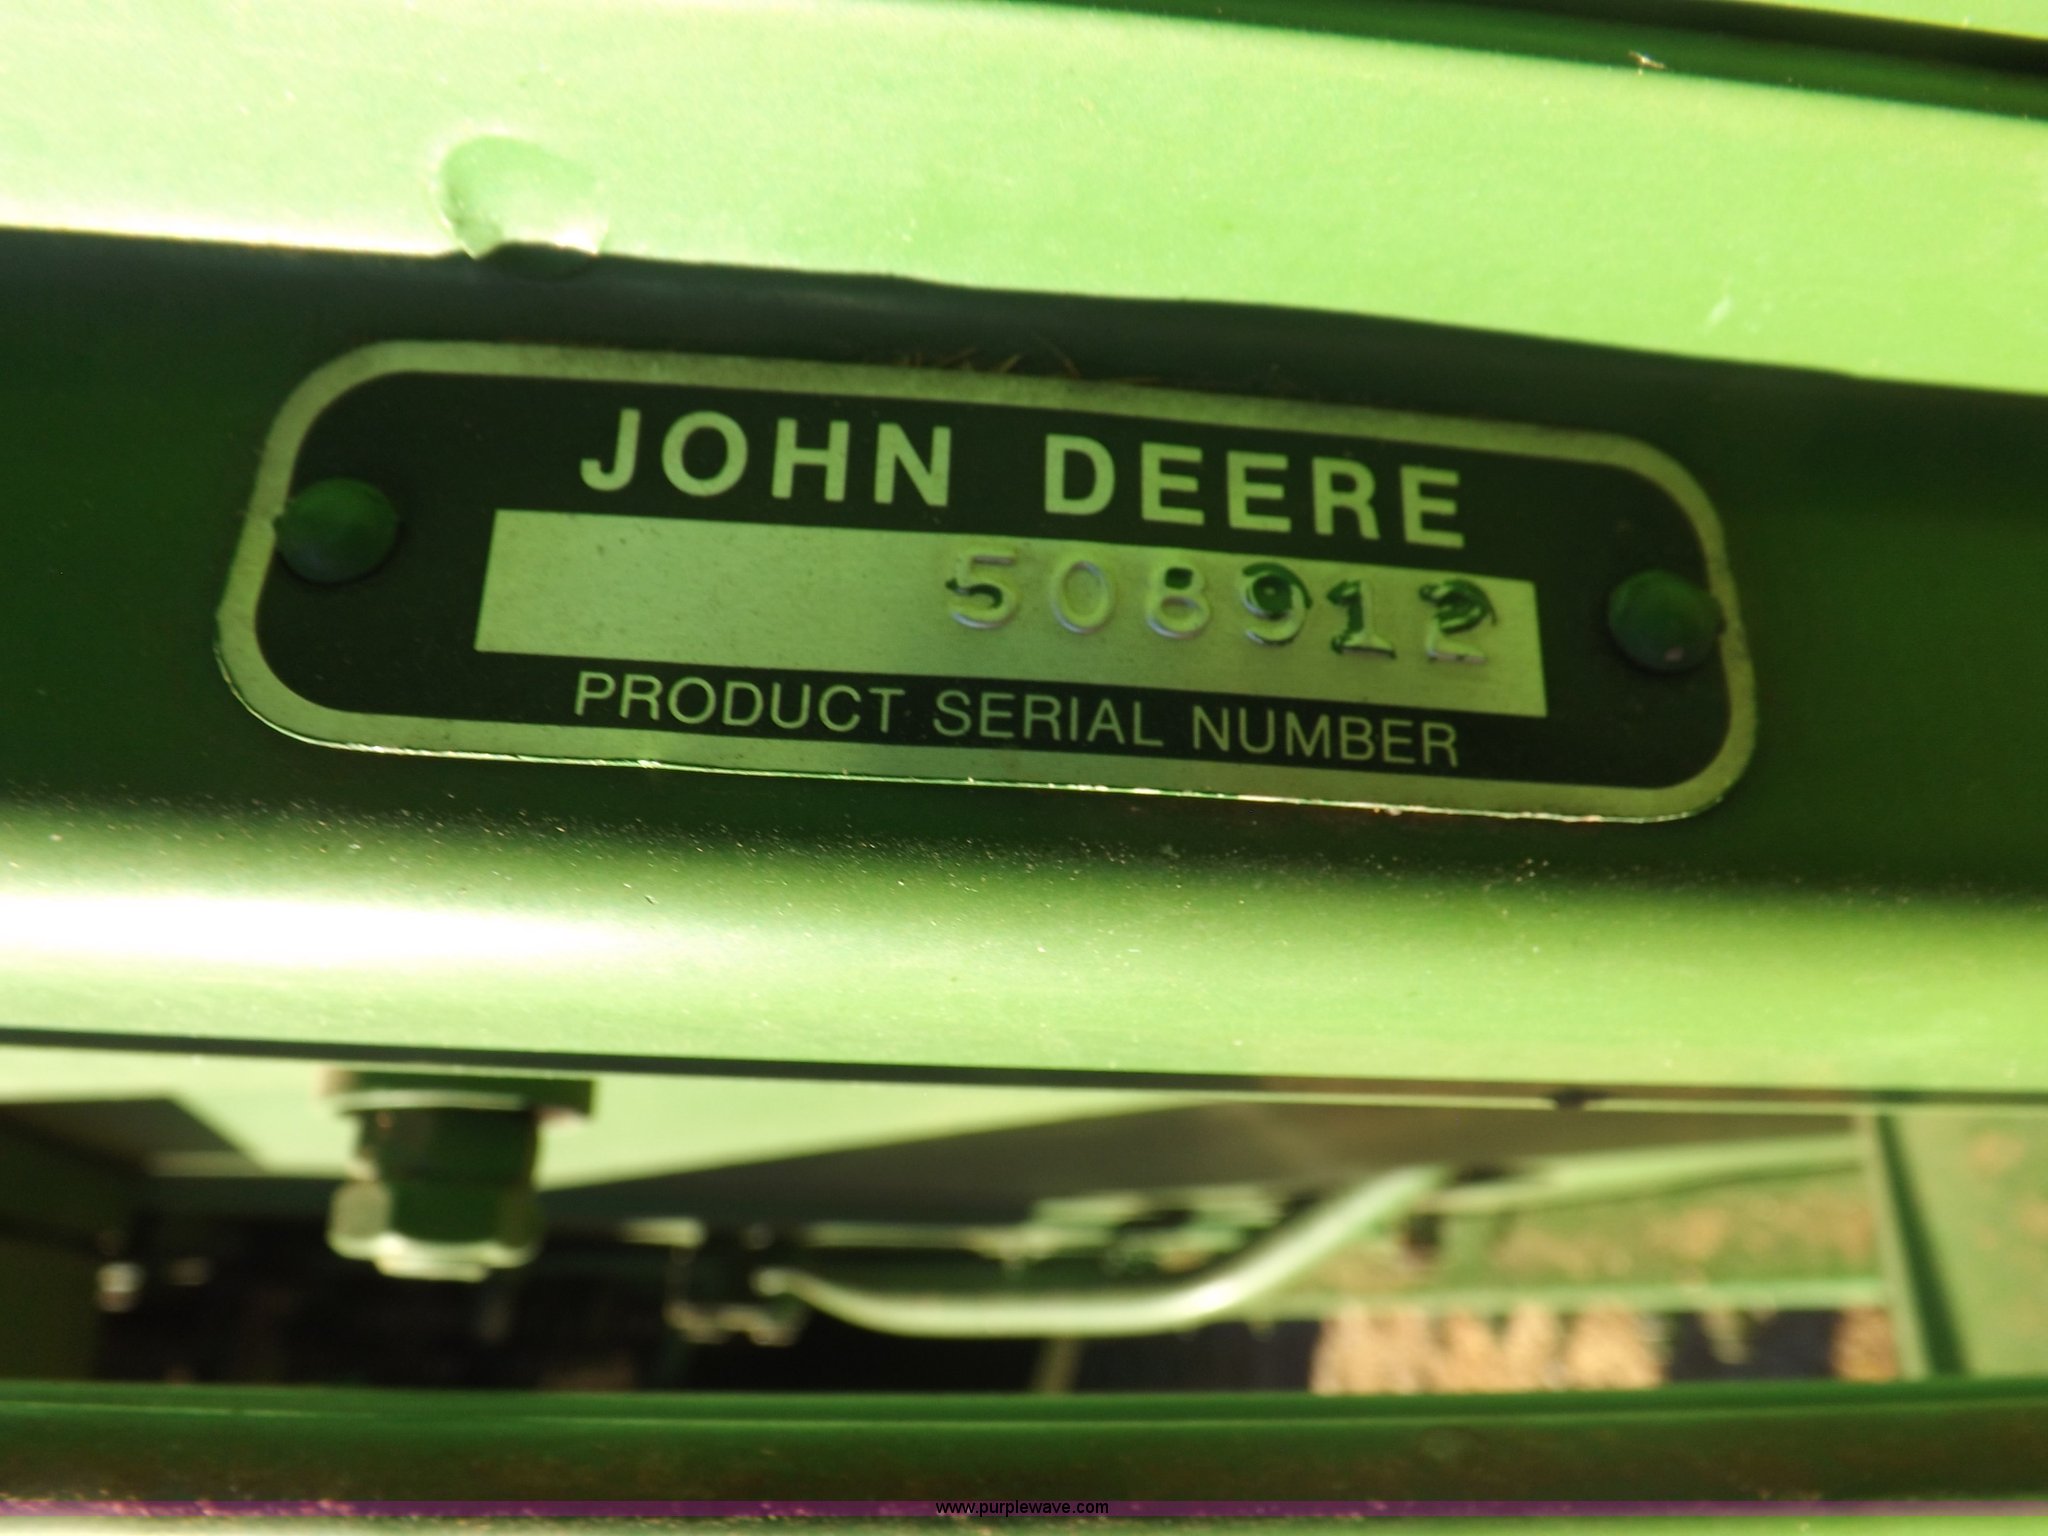 JOHN DEERE
508912
PRODUCT SERIAL NUMBER
www.purplewave.com